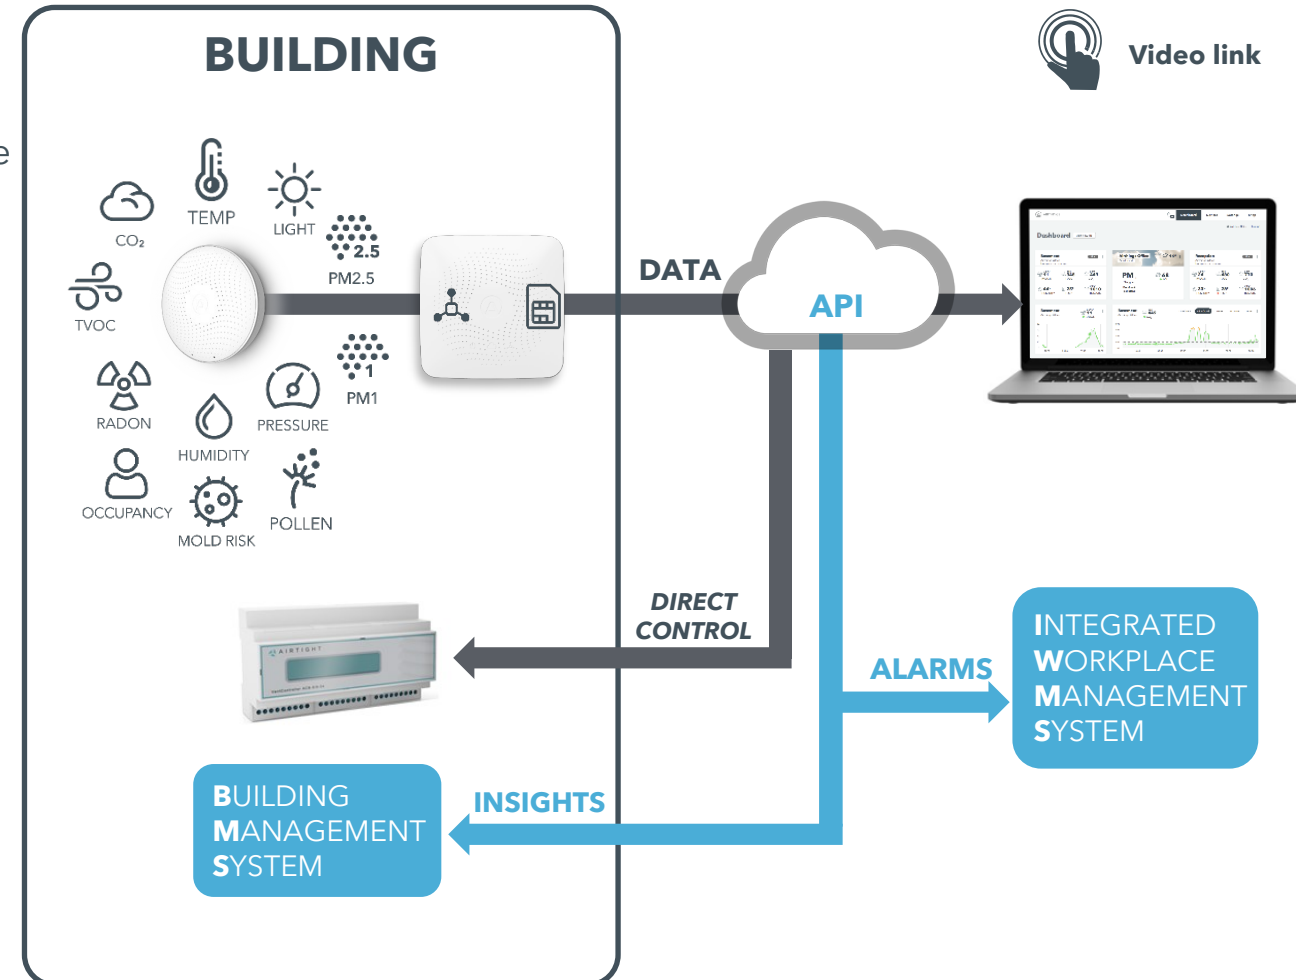 BUILDING
Video link
e
TEMP
LIGHT
CO₂
2.5
PM2.5
TVOC
DATA
API
Dashboard
1
PM1
RADON
PRESSURE
HUMIDITY
OCCUPANCY
POLLEN
MOLD RISK
DIRECT
CONTROL
AIRTIGHT
ALARMS
INTEGRATED
WORKPLACE
MANAGEMENT
SYSTEM
INSIGHTS
BUILDING
MANAGEMENT
SYSTEM